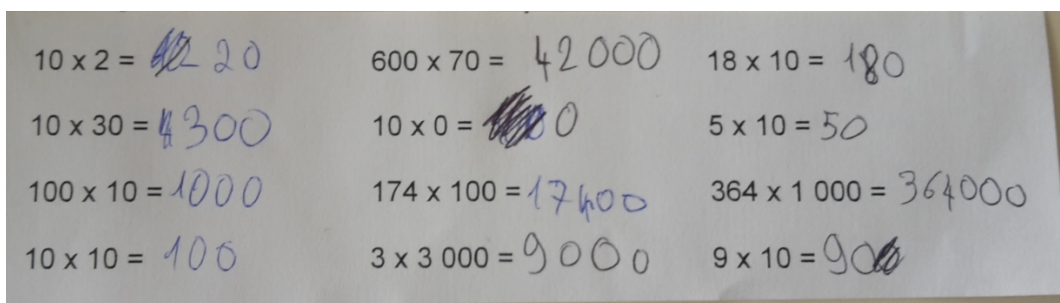 10 x 2 = 20 600 x 70 = 42000 18 x 10 = 180
10 x 30 = 300 10 x 0 = 0 5 x 10 = 50
100 x 10 = 1000 174 x 100 = 17400 364 x 1 000 = 364000
10 x 10 = 100 3 x 3 000 = 9000 9 x 10 = 90